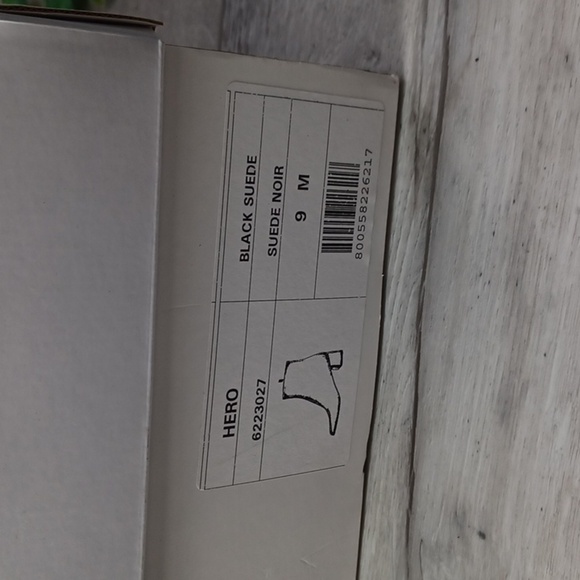 HERO
6223027
BLACK SUEDE
SUEDE NOIR
9 M
800558226217